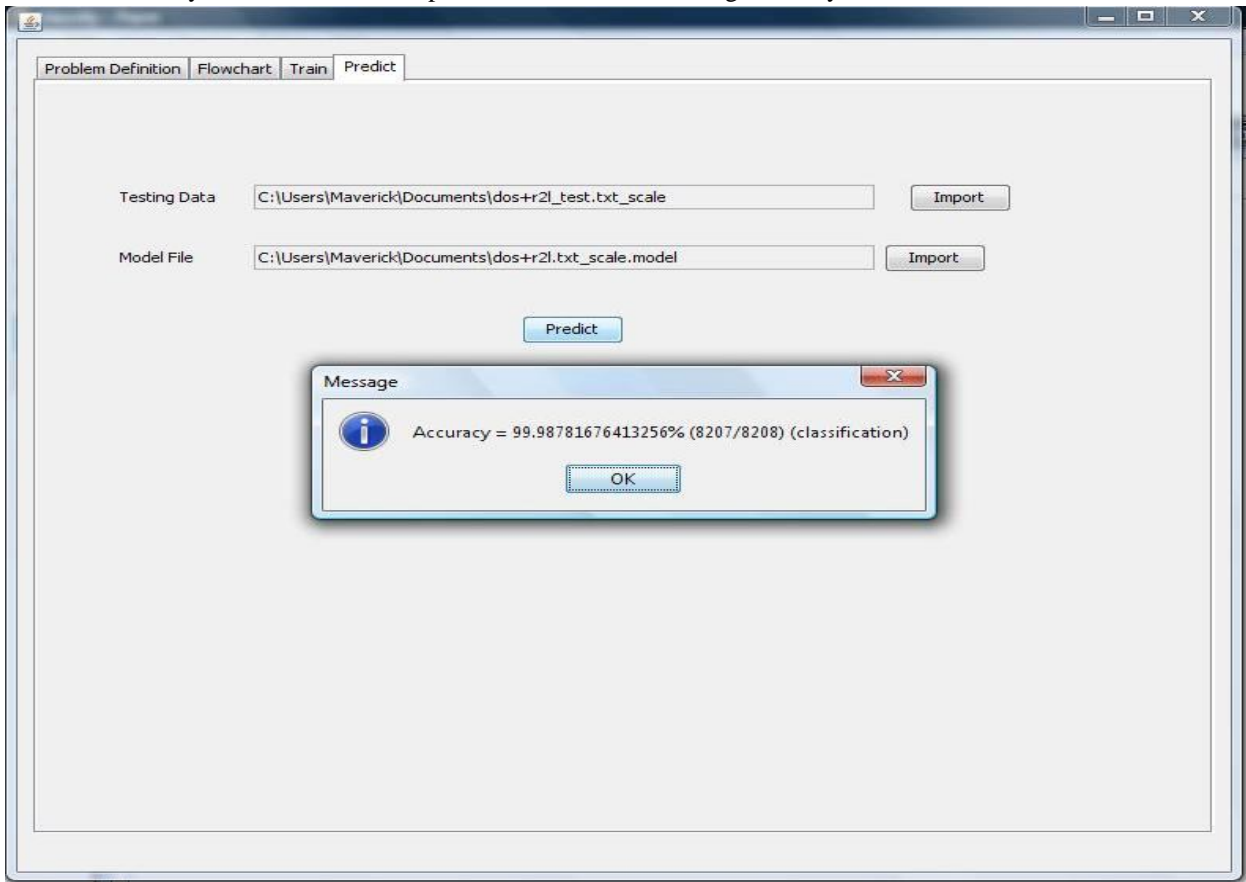 Problem Definition Flowchart Train Predict
Testing Data C:\Users\Maverick\Documents\dos+r2l_test.txt_scale Import
Model File C:\Users\Maverick\Documents\dos+r2l.txt_scale.model Import
Predict
Message
Accuracy = 99.98781676413256% (8207/8208) (classification)
OK